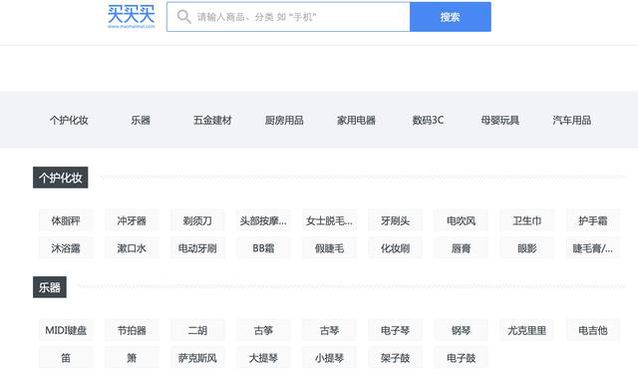 买买买
www.maimaimai.com
请输入商品、分类 如 “手机”
搜索
个护化妆 乐器 五金建材 厨房用品 家用电器 数码3C 母婴玩具 汽车用品
个护化妆
体脂秤 冲牙器 剃须刀 头部按摩... 女士脱毛... 牙刷头 电吹风 卫生巾 护手霜
沐浴露 漱口水 电动牙刷 BB霜 假睫毛 化妆刷 唇膏 眼影 睫毛膏/...
乐器
MIDI键盘 节拍器 二胡 古筝 古琴 电子琴 钢琴 尤克里里 电吉他
笛 箫 萨克斯风 大提琴 小提琴 架子鼓 电子鼓